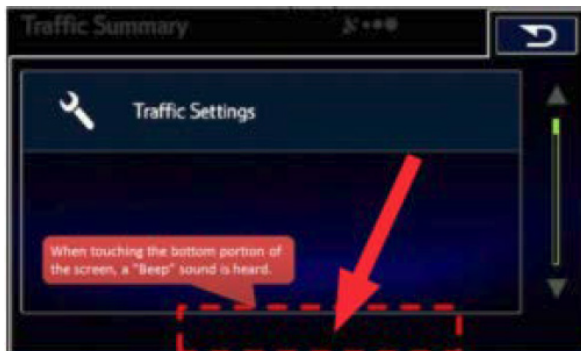 Traffic Summary
Traffic Settings
When touching the bottom portion of
the screen, a "Beep" sound is heard.